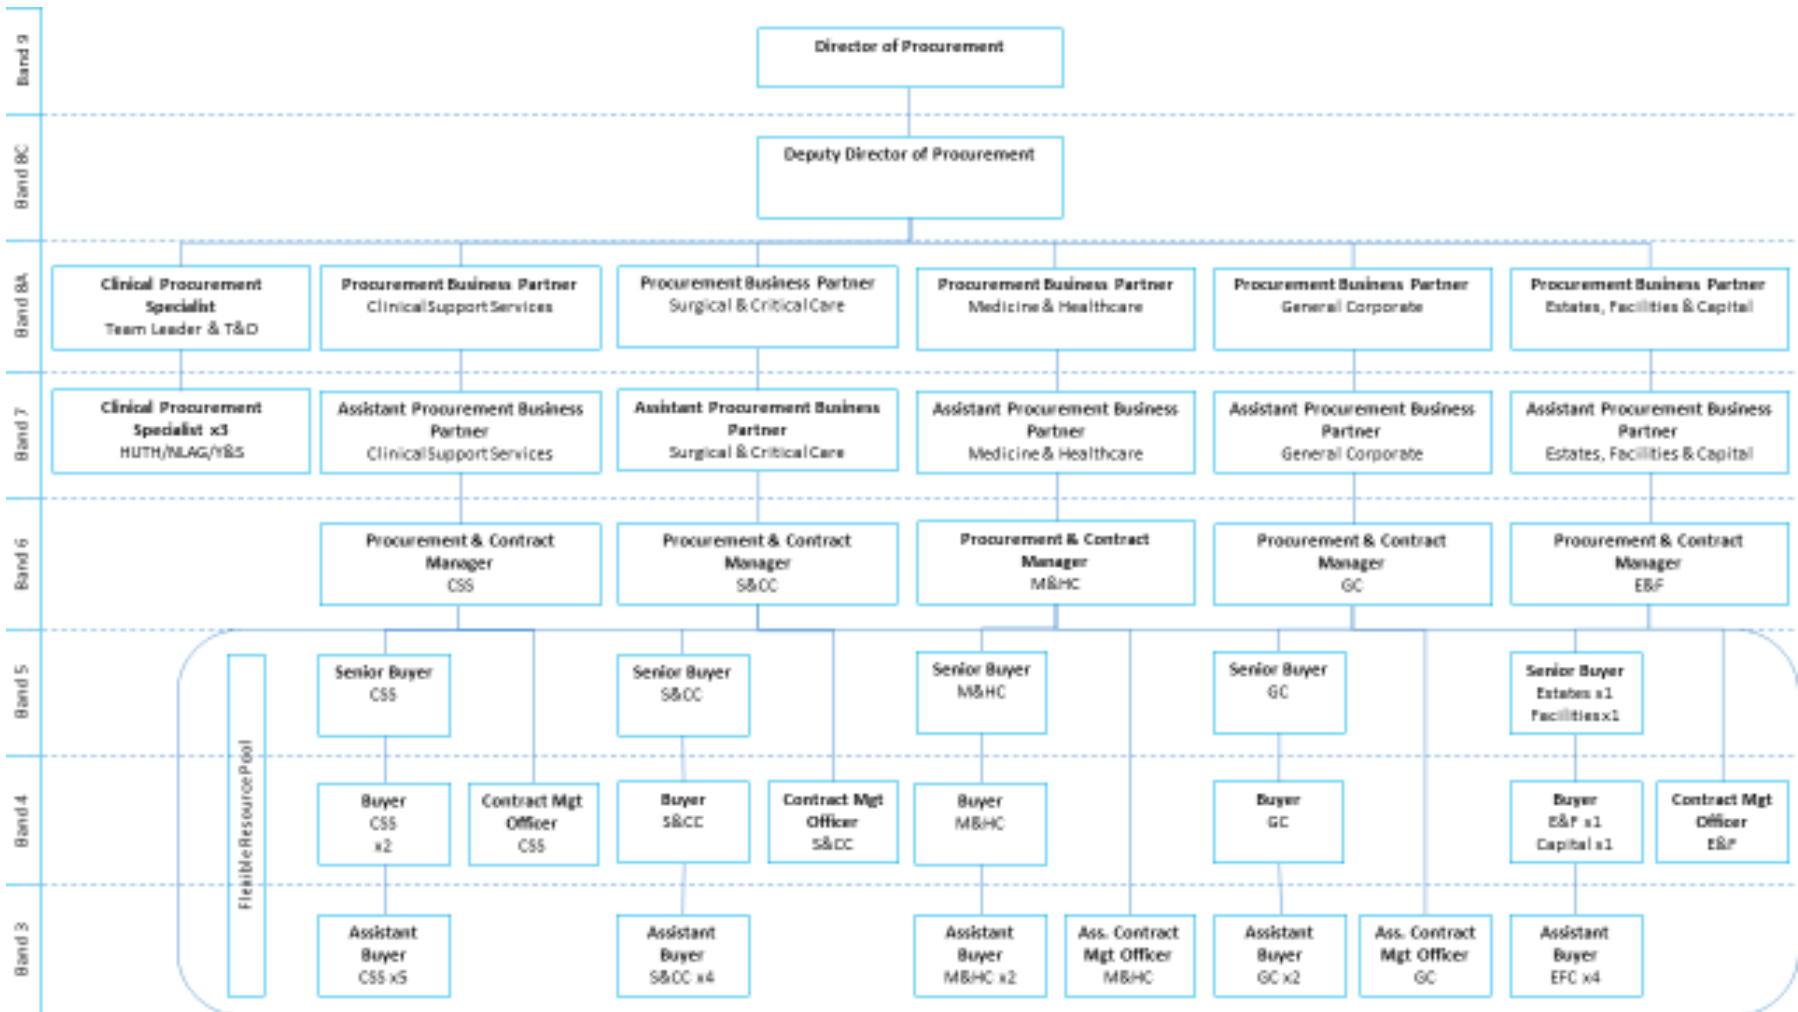 Band 9
Director of Procurement
Band 8C
Deputy Director of Procurement
Band 8A
Clinical Procurement
Specialist
Team Leader & T&D
Procurement Business Partner
Clinical Support Services
Procurement Business Partner
Surgical & Critical Care
Procurement Business Partner
Medicine & Healthcare
Procurement Business Partner
General Corporate
Procurement Business Partner
Estates, Facilities & Capital
Band 7
Clinical Procurement
Specialist x3
HUTH/NLAG/Y&S
Assistant Procurement Business
Partner
Clinical Support Services
Assistant Procurement Business
Partner
Surgical & Critical Care
Assistant Procurement Business
Partner
Medicine & Healthcare
Assistant Procurement Business
Partner
General Corporate
Assistant Procurement Business
Partner
Estates, Facilities & Capital
Band 6
Procurement & Contract
Manager
CSS
Procurement & Contract
Manager
S&CC
Procurement & Contract
Manager
M&HC
Procurement & Contract
Manager
GC
Procurement & Contract
Manager
E&F
Flexible Resource Pool
Band 5
Senior Buyer
CSS
Senior Buyer
S&CC
Senior Buyer
M&HC
Senior Buyer
GC
Senior Buyer
Estates x1
Facilities x1
Band 4
Buyer
CSS
x2
Contract Mgt
Officer
CSS
Buyer
S&CC
Contract Mgt
Officer
S&CC
Buyer
M&HC
Buyer
GC
Buyer
E&F x1
Capital x1
Contract Mgt
Officer
E&F
Band 3
Assistant
Buyer
CSS x5
Assistant
Buyer
S&CC x4
Assistant
Buyer
M&HC x2
Ass. Contract
Mgt Officer
M&HC
Assistant
Buyer
GC x2
Ass. Contract
Mgt Officer
GC
Assistant
Buyer
EFC x4